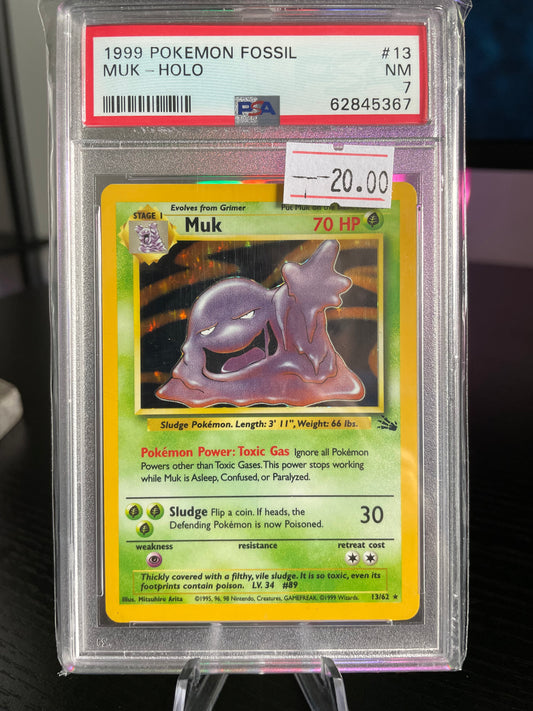 1999 POKEMON FOSSIL #13
MUK - HOLO NM
7
PSA 62845367
20.00
STAGE 1 Evolves from Grimer Put Muk on the
Muk 70 HP
Sludge Pokémon. Length: 3' 11", Weight: 66 lbs.
Pokémon Power: Toxic Gas Ignore all Pokémon
Powers other than Toxic Gases. This power stops working
while Muk is Asleep, Confused, or Paralyzed.
Sludge Flip a coin. If heads, the
Defending Pokémon is now Poisoned. 30
weakness resistance retreat cost
Thickly covered with a filthy, vile sludge. It is so toxic, even its
footprints contain poison. LV. 34 #89
Illus. Mitsuhiro Arita ©1995, 96, 98 Nintendo, Creatures, GAMEFREAK. ©1999 Wizards. 13/62 ★